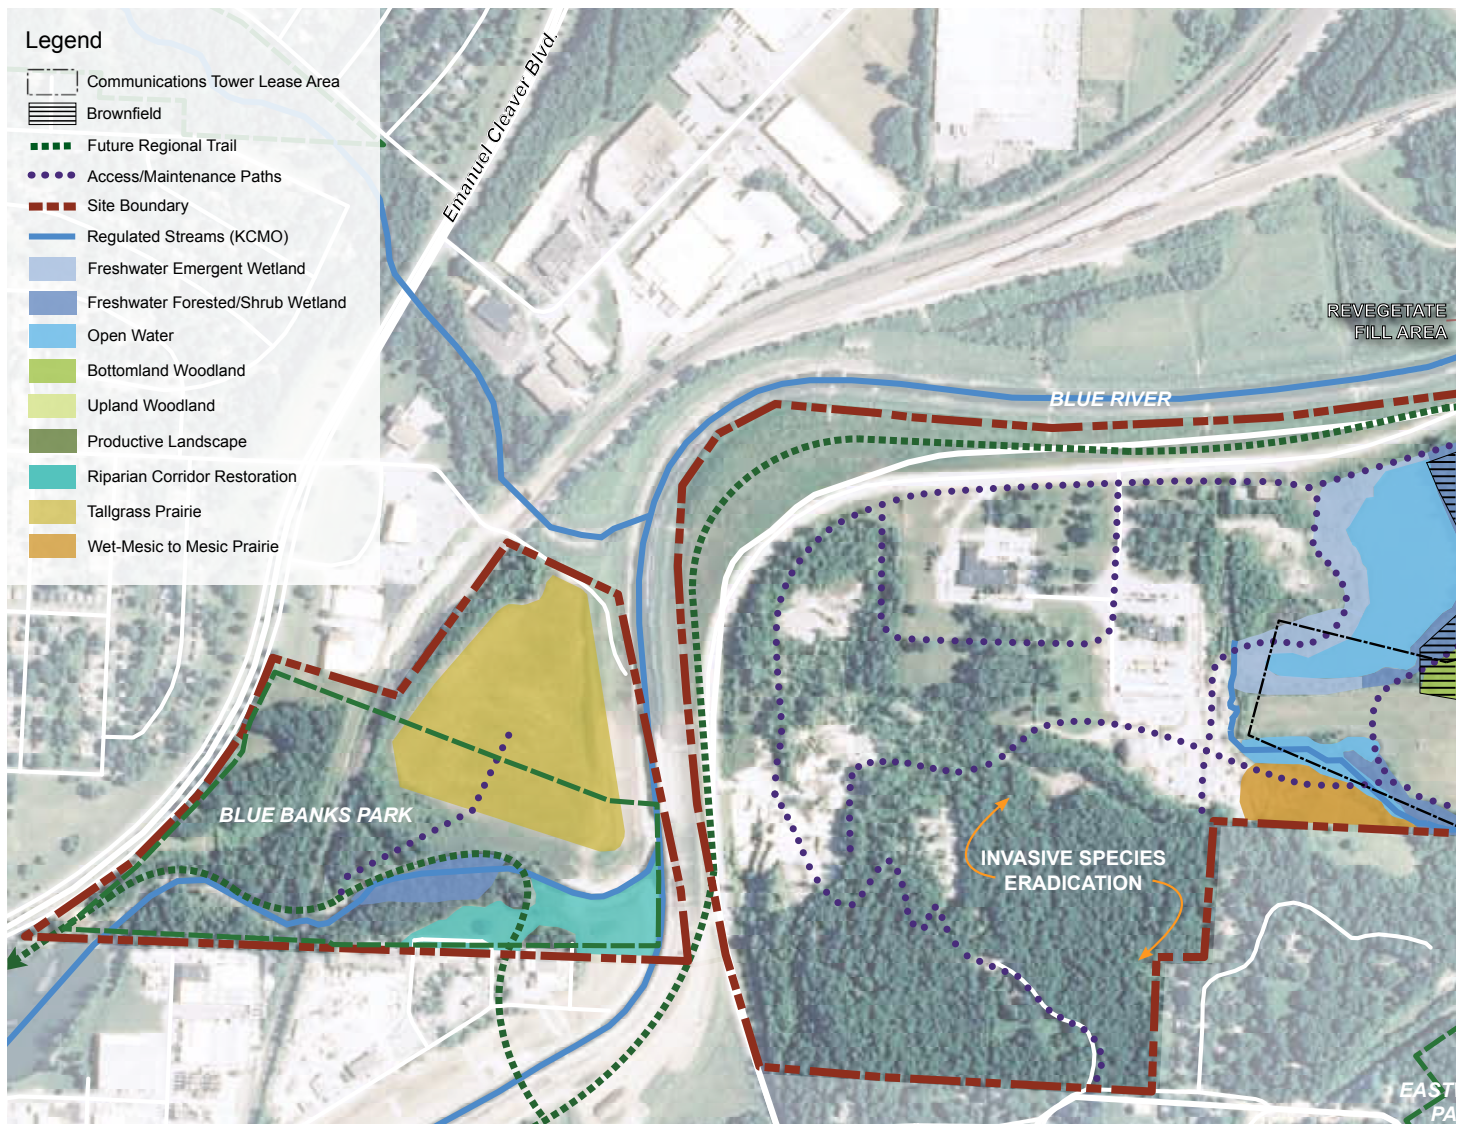 Legend
Communications Tower Lease Area
Brownfield
Future Regional Trail
Access/Maintenance Paths
Site Boundary
Regulated Streams (KCMO)
Freshwater Emergent Wetland
Freshwater Forested/Shrub Wetland
Open Water
Bottomland Woodland
Upland Woodland
Productive Landscape
Riparian Corridor Restoration
Tallgrass Prairie
Wet-Mesic to Mesic Prairie
Emanuel Cleaver Blvd.
REVEGETATE
FILL AREA
BLUE RIVER
BLUE BANKS PARK
INVASIVE SPECIES
ERADICATION